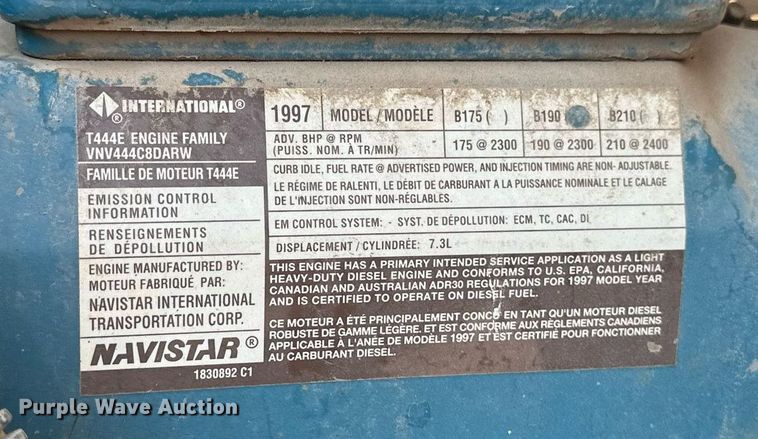 INTERNATIONAL®
®
T444E ENGINE FAMILY
VNV444C8DARW
FAMILLE DE MOTEUR T444E
EMISSION CONTROL
INFORMATION
RENSEIGNEMENTS
DE DÉPOLLUTION
ENGINE MANUFACTURED BY:
MOTEUR FABRIQUÉ PAR:
NAVISTAR INTERNATIONAL
TRANSPORTATION CORP.
NAVISTAR®
1830892 C1
1997 MODEL / MODÈLE B175 ( ) B190 B210 ( )
ADV. BHP @ RPM
(PUISS. NOM. À TR/MIN) 175 @ 2300 190 @ 2300 210 @ 2400
CURB IDLE, FUEL RATE @ ADVERTISED POWER, AND INJECTION TIMING ARE NON- ADJUSTABLE.
LE RÉGIME DE RALENTI, LE DÉBIT DE CARBURANT A LA PUISSANCE NOMINALE ET LE CALAGE
DE L'INJECTION SONT NON-RÉGLABLES.
EM CONTROL SYSTEM: - SYST. DE DÉPOLLUTION: ECM, TC, CAC, DI
DISPLACEMENT / CYLINDRÉE: 7.3L
THIS ENGINE HAS A PRIMARY INTENDED SERVICE APPLICATION AS A LIGHT
HEAVY-DUTY DIESEL ENGINE AND CONFORMS TO U.S. EPA, CALIFORNIA,
CANADIAN AND AUSTRALIAN ADR30 REGULATIONS FOR 1997 MODEL YEAR
AND IS CERTIFIED TO OPERATE ON DIESEL FUEL.
CE MOTEUR A ÉTÉ PRINCIPALEMENT CONCU EN TANT QU'UN MOTEUR DIESEL
ROBUSTE DE GAMME LÉGÈRE. ET EST CONFORME AUX RÈGLEMENTS CANADIENS
APPLICABLE À L'ANÉE DE MODÈLE 1997 ET EST CERTIFIÉ POUR FONCTIONNER
AU CARBURANT DIESEL.
Purple Wave Auction